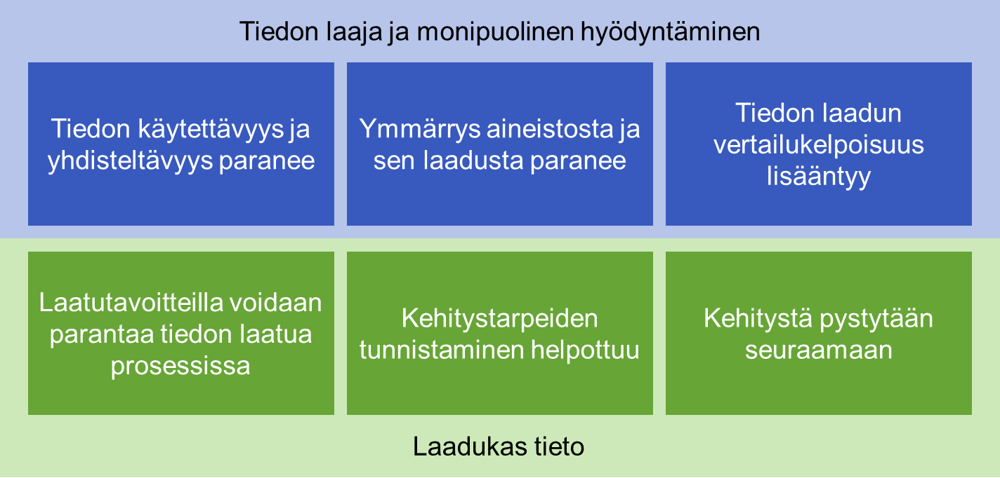 Tiedon laaja ja monipuolinen hyödyntäminen
Tiedon käytettävyys ja
yhdisteltävyys paranee
Ymmärrys aineistosta ja
sen laadusta paranee
Tiedon laadun
vertailukelpoisuus
lisääntyy
Laatutavoitteilla voidaan
parantaa tiedon laatua
prosessissa
Kehitystarpeiden
tunnistaminen helpottuu
Kehitystä pystytään
seuraamaan
Laadukas tieto